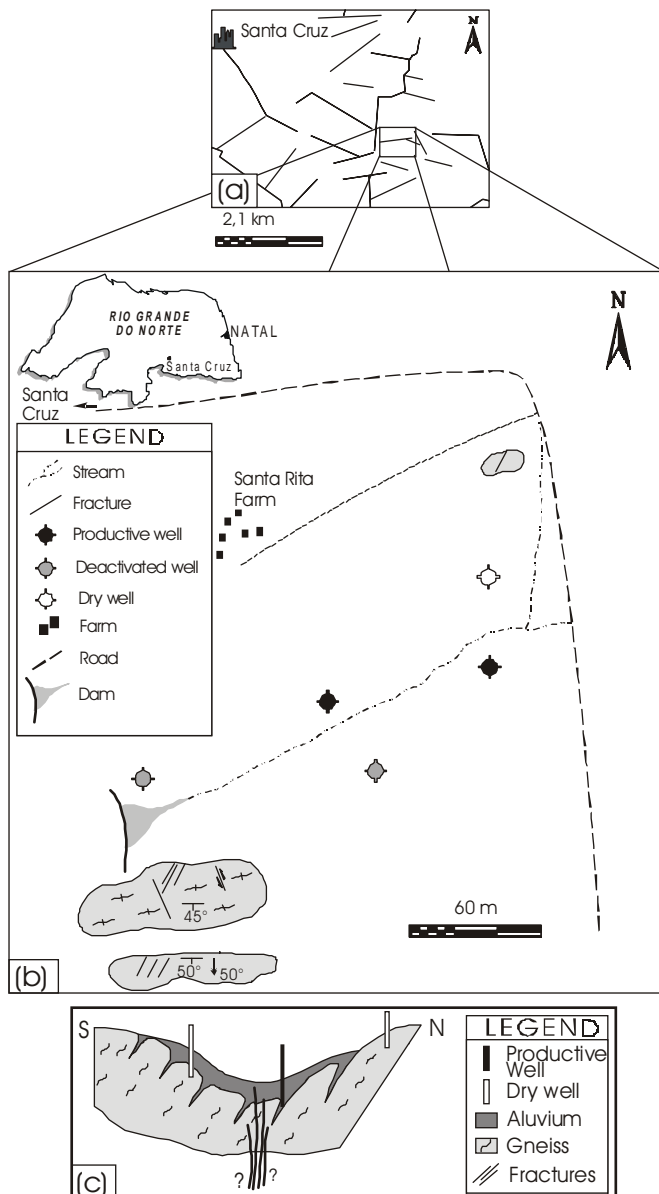 Santa Cruz
N
(a)
2,1 km
RIO GRANDE
DO NORTE
NATAL
Santa Cruz
N
Santa
Cruz
LEGEND
Stream
Fracture
Productive well
Deactivated well
Dry well
Farm
Road
Dam
Santa Rita
Farm
45°
60 m
50°
50°
(b)
S
N
? ?
(c)
LEGEND
Productive
Well
Dry well
Aluvium
Gneiss
Fractures